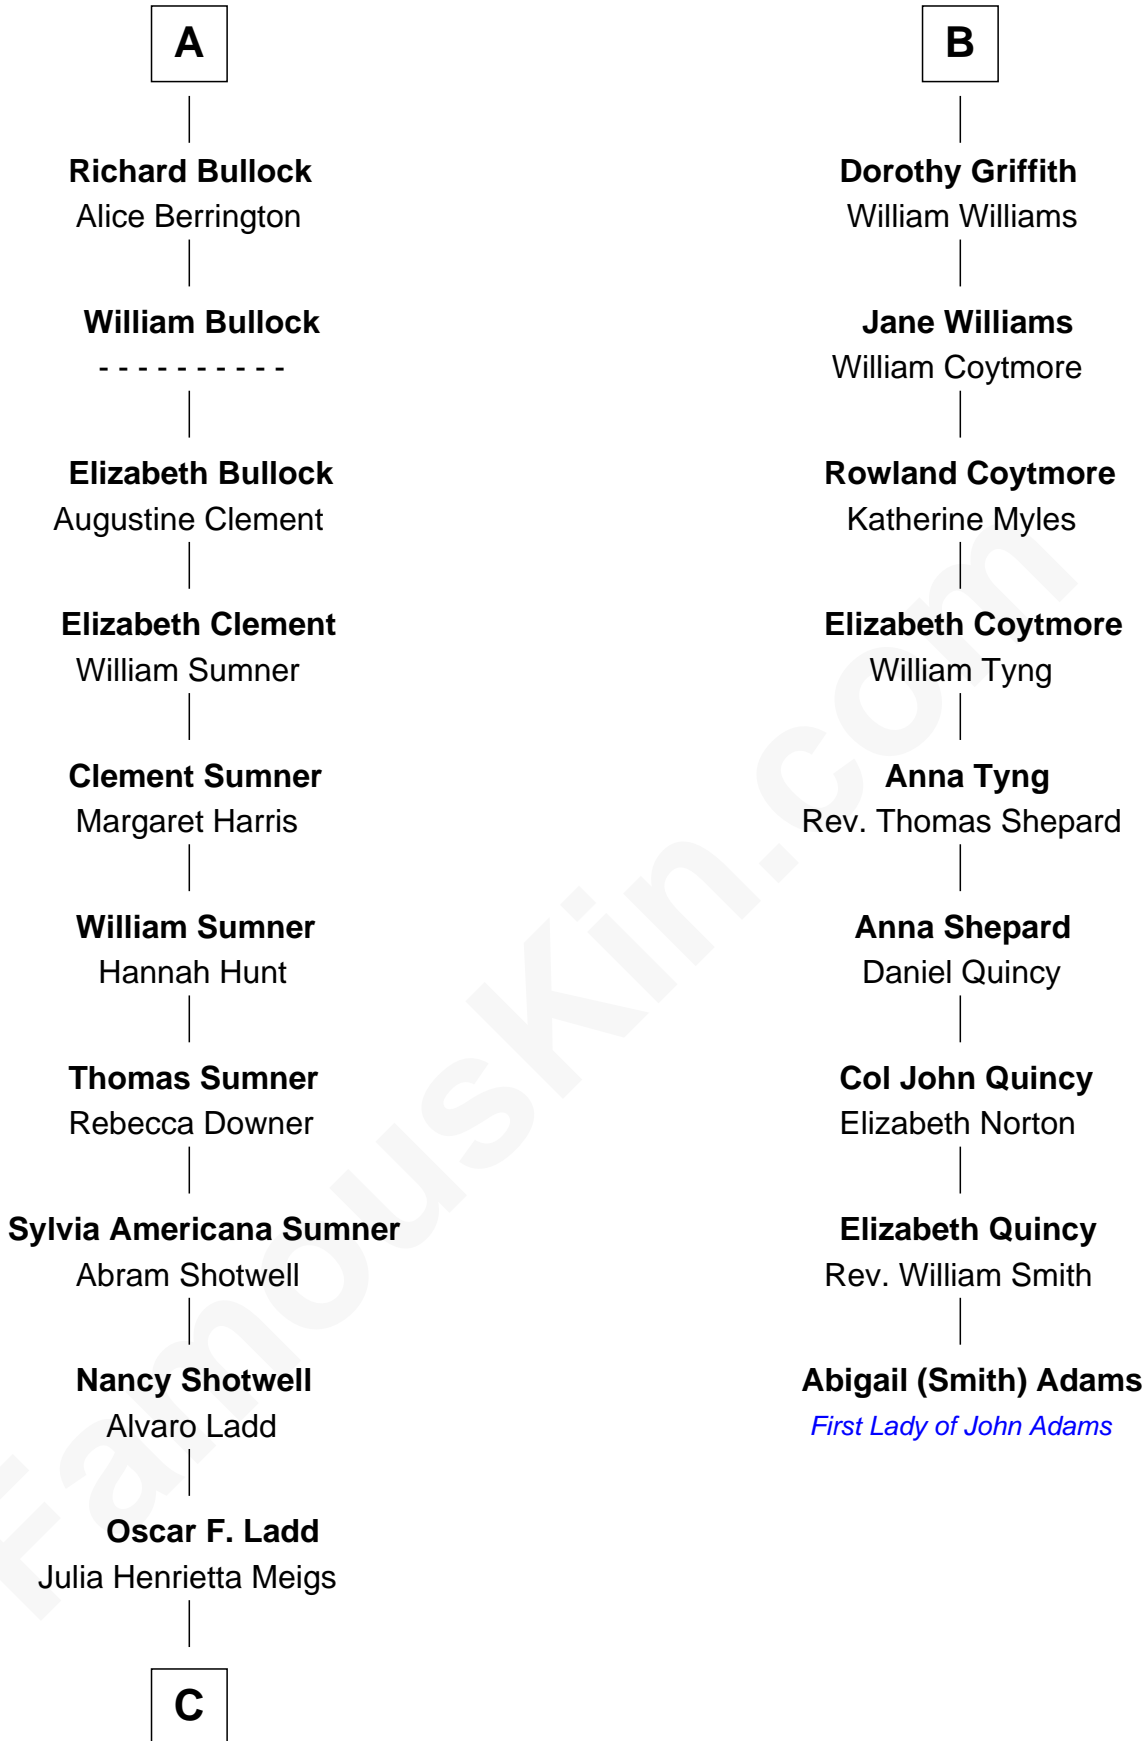 A
Richard Bullock
Alice Berrington
William Bullock
- - - - - - - - - -
Elizabeth Bullock
Augustine Clement
Elizabeth Clement
William Sumner
Clement Sumner
Margaret Harris
William Sumner
Hannah Hunt
Thomas Sumner
Rebecca Downer
Sylvia Americana Sumner
Abram Shotwell
Nancy Shotwell
Alvaro Ladd
Oscar F. Ladd
Julia Henrietta Meigs
C
B
Dorothy Griffith
William Williams
Jane Williams
William Coytmore
Rowland Coytmore
Katherine Myles
Elizabeth Coytmore
William Tyng
Anna Tyng
Rev. Thomas Shepard
Anna Shepard
Daniel Quincy
Col John Quincy
Elizabeth Norton
Elizabeth Quincy
Rev. William Smith
Abigail (Smith) Adams
First Lady of John Adams
FamousKin.com